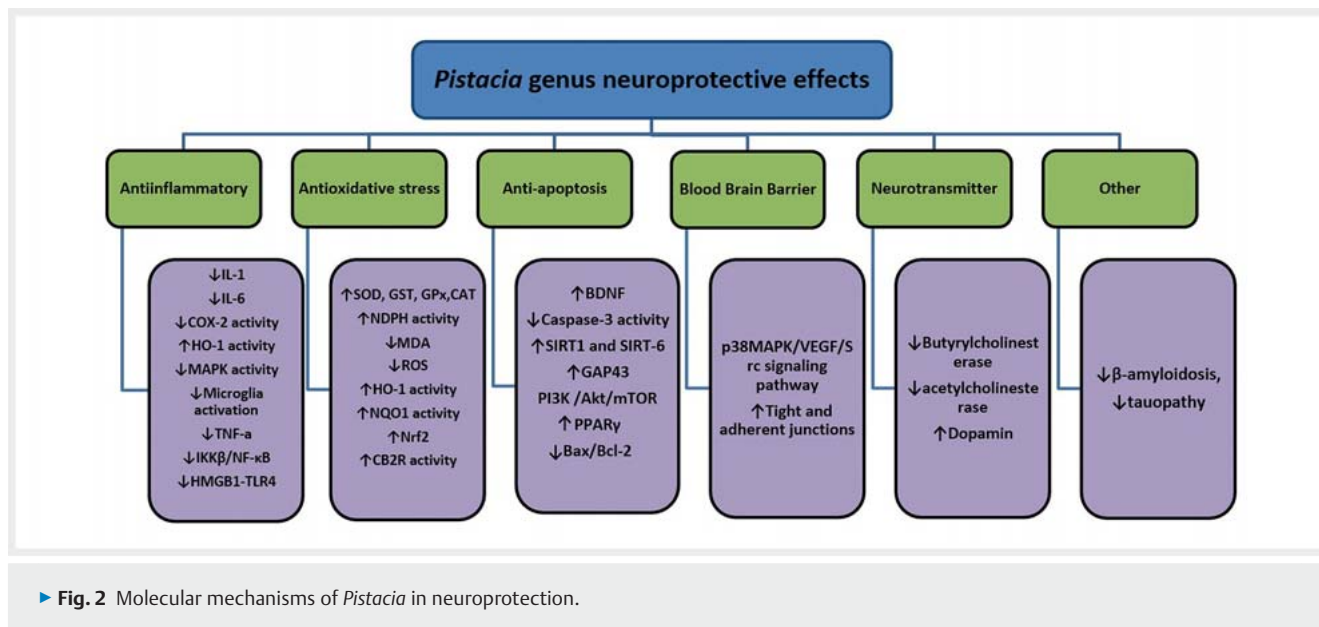 Pistacia genus neuroprotective effects
Antiinflammatory
↓IL-1
↓IL-6
↓COX-2 activity
↑HO-1 activity
↓MAPK activity
↓Microglia
activation
↓TNF-a
↓IKKβ/NF-κB
↓HMGB1-TLR4
Antioxidative stress
↑SOD, GST, GPx,CAT
↑NDPH activity
↓MDA
↓ROS
↑HO-1 activity
↑NQO1 activity
↑Nrf2
↑CB2R activity
Anti-apoptosis
↑BDNF
↓Caspase-3 activity
↑SIRT1 and SIRT-6
↑GAP43
PI3K /Akt/mTOR
↑PPARγ
↓Bax/Bcl-2
Blood Brain Barrier
p38MAPK/VEGF/S
rc signaling
pathway
↑Tight and
adherent junctions
Neurotransmitter
↓Butyrylcholinest
erase
↓acetylcholineste
rase
↑Dopamin
Other
↓β-amyloidosis,
↓tauopathy
▶ Fig. 2 Molecular mechanisms of Pistacia in neuroprotection.